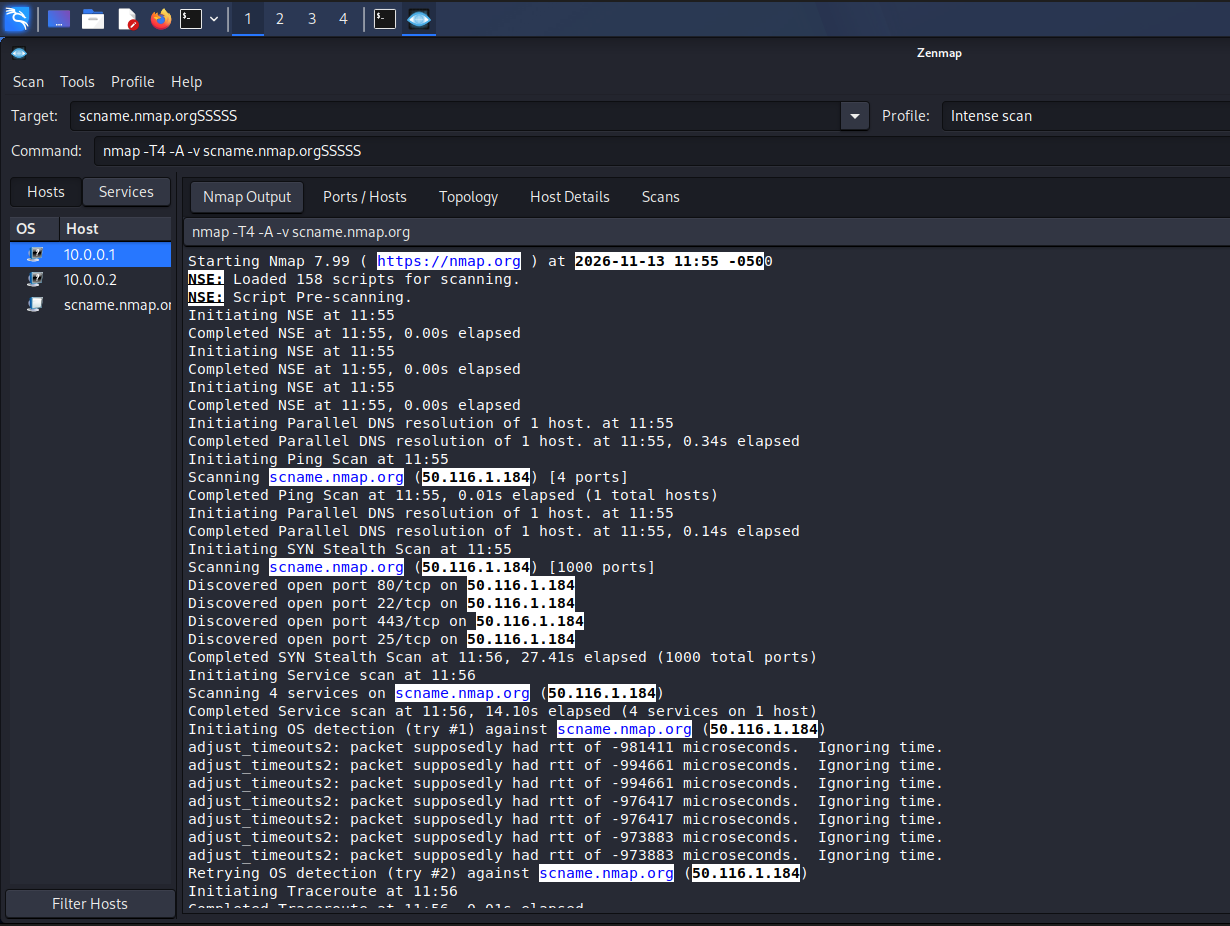 1 2 3 4
Zenmap
Scan Tools Profile Help
Target: scname.nmap.orgSSSSS Profile: Intense scan
Command: nmap -T4 -A -v scname.nmap.orgSSSSS
Hosts Services Nmap Output Ports / Hosts Topology Host Details Scans
OS Host
nmap -T4 -A -v scname.nmap.org
10.0.0.1
10.0.0.2
scname.nmap.or
Starting Nmap 7.99 ( https://nmap.org ) at 2026-11-13 11:55 -0500
NSE: Loaded 158 scripts for scanning.
NSE: Script Pre-scanning.
Initiating NSE at 11:55
Completed NSE at 11:55, 0.00s elapsed
Initiating NSE at 11:55
Completed NSE at 11:55, 0.00s elapsed
Initiating NSE at 11:55
Completed NSE at 11:55, 0.00s elapsed
Initiating Parallel DNS resolution of 1 host. at 11:55
Completed Parallel DNS resolution of 1 host. at 11:55, 0.34s elapsed
Initiating Ping Scan at 11:55
Scanning scname.nmap.org (50.116.1.184) [4 ports]
Completed Ping Scan at 11:55, 0.01s elapsed (1 total hosts)
Initiating Parallel DNS resolution of 1 host. at 11:55
Completed Parallel DNS resolution of 1 host. at 11:55, 0.14s elapsed
Initiating SYN Stealth Scan at 11:55
Scanning scname.nmap.org (50.116.1.184) [1000 ports]
Discovered open port 80/tcp on 50.116.1.184
Discovered open port 22/tcp on 50.116.1.184
Discovered open port 443/tcp on 50.116.1.184
Discovered open port 25/tcp on 50.116.1.184
Completed SYN Stealth Scan at 11:56, 27.41s elapsed (1000 total ports)
Initiating Service scan at 11:56
Scanning 4 services on scname.nmap.org (50.116.1.184)
Completed Service scan at 11:56, 14.10s elapsed (4 services on 1 host)
Initiating OS detection (try #1) against scname.nmap.org (50.116.1.184)
adjust_timeouts2: packet supposedly had rtt of -981411 microseconds.  Ignoring time.
adjust_timeouts2: packet supposedly had rtt of -994661 microseconds.  Ignoring time.
adjust_timeouts2: packet supposedly had rtt of -994661 microseconds.  Ignoring time.
adjust_timeouts2: packet supposedly had rtt of -976417 microseconds.  Ignoring time.
adjust_timeouts2: packet supposedly had rtt of -976417 microseconds.  Ignoring time.
adjust_timeouts2: packet supposedly had rtt of -973883 microseconds.  Ignoring time.
adjust_timeouts2: packet supposedly had rtt of -973883 microseconds.  Ignoring time.
Retrying OS detection (try #2) against scname.nmap.org (50.116.1.184)
Initiating Traceroute at 11:56
Completed Traceroute at 11:56, 0.01s elapsed
Filter Hosts